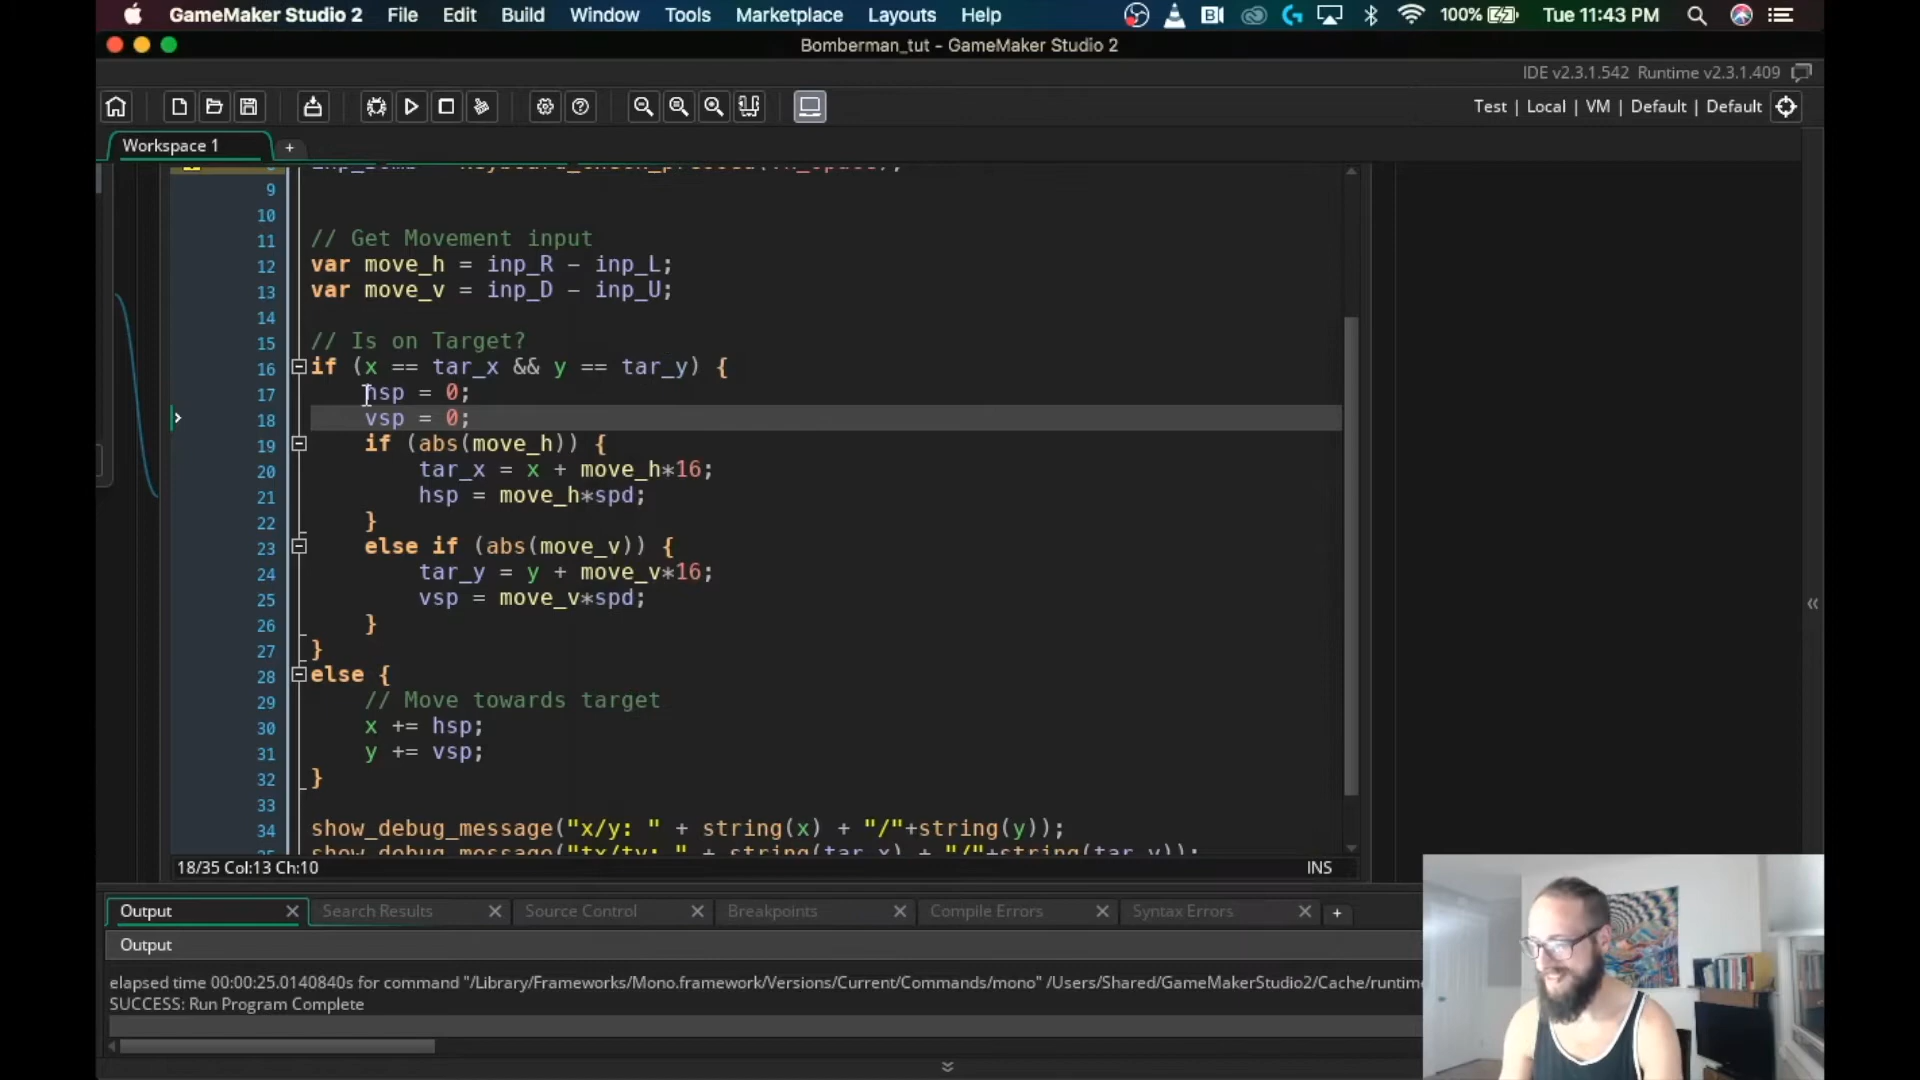 GameMaker Studio 2 File Edit Build Window Tools Marketplace Layouts Help 100% Tue 11:43 PM
Bomberman_tut - GameMaker Studio 2
IDE v2.3.1.542 Runtime v2.3.1.409
Test | Local | VM | Default | Default
Workspace 1 +
9
10
11 // Get Movement input
12 var move_h = inp_R - inp_L;
13 var move_v = inp_D - inp_U;
14
15 // Is on Target?
16 if (x == tar_x && y == tar_y) {
17 hsp = 0;
18 vsp = 0;
19 if (abs(move_h)) {
20 tar_x = x + move_h*16;
21 hsp = move_h*spd;
22 }
23 else if (abs(move_v)) {
24 tar_y = y + move_v*16;
25 vsp = move_v*spd;
26 }
27 }
28 else {
29 // Move towards target
30 x += hsp;
31 y += vsp;
32 }
33
34 show_debug_message("x/y: " + string(x) + "/"+string(y));
show_debug_message("tx/ty: " + string(tar_x) + "/"+string(tar_y));
18/35 Col:13 Ch:10 INS
Output Search Results Source Control Breakpoints Compile Errors Syntax Errors +
Output
elapsed time 00:00:25.0140840s for command "/Library/Frameworks/Mono.framework/Versions/Current/Commands/mono" /Users/Shared/GameMakerStudio2/Cache/runtime
SUCCESS: Run Program Complete